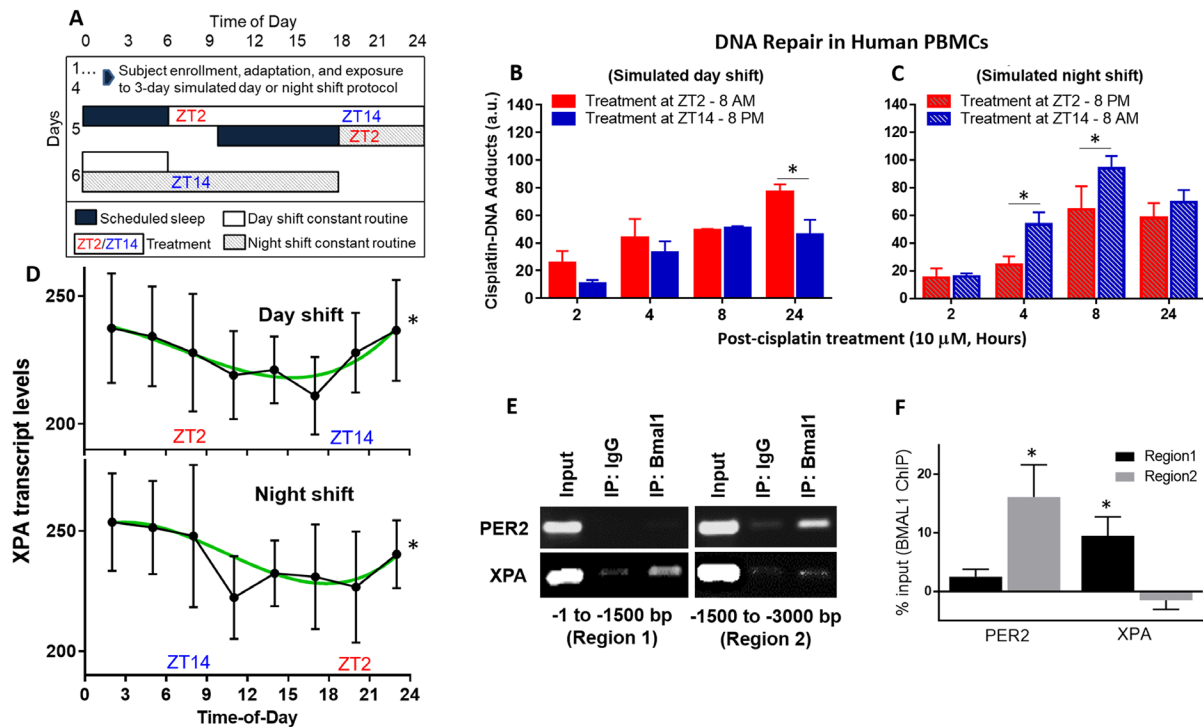 A
Time of Day
0 3 6 9 12 15 18 21 24
Days
1 ...
4
Subject enrollment, adaptation, and exposure
to 3-day simulated day or night shift protocol
5
ZT2
ZT14
ZT2
6
ZT14
Scheduled sleep
Day shift constant routine
ZT2/ZT14 Treatment
Night shift constant routine
DNA Repair in Human PBMCs
B
(Simulated day shift)
Treatment at ZT2 - 8 AM
Treatment at ZT14 - 8 PM
Cisplatin-DNA Adducts (a.u.)
140
120
100
80
60
40
20
0
*
2 4 8 24
C
(Simulated night shift)
Treatment at ZT2 - 8 PM
Treatment at ZT14 - 8 AM
140
120
100
80
60
40
20
0
*
*
2 4 8 24
Post-cisplatin treatment (10 µM, Hours)
D
XPA transcript levels
250
200
Day shift
*
ZT2
ZT14
250
200
Night shift
*
ZT14
ZT2
0 3 6 9 12 15 18 21 24
Time-of-Day
E
Input
IP: IgG
IP: Bmal1
Input
IP: IgG
IP: Bmal1
PER2
XPA
-1 to -1500 bp
(Region 1)
-1500 to -3000 bp
(Region 2)
F
% input (BMAL1 ChIP)
20
10
0
*
*
Region1
Region2
PER2
XPA